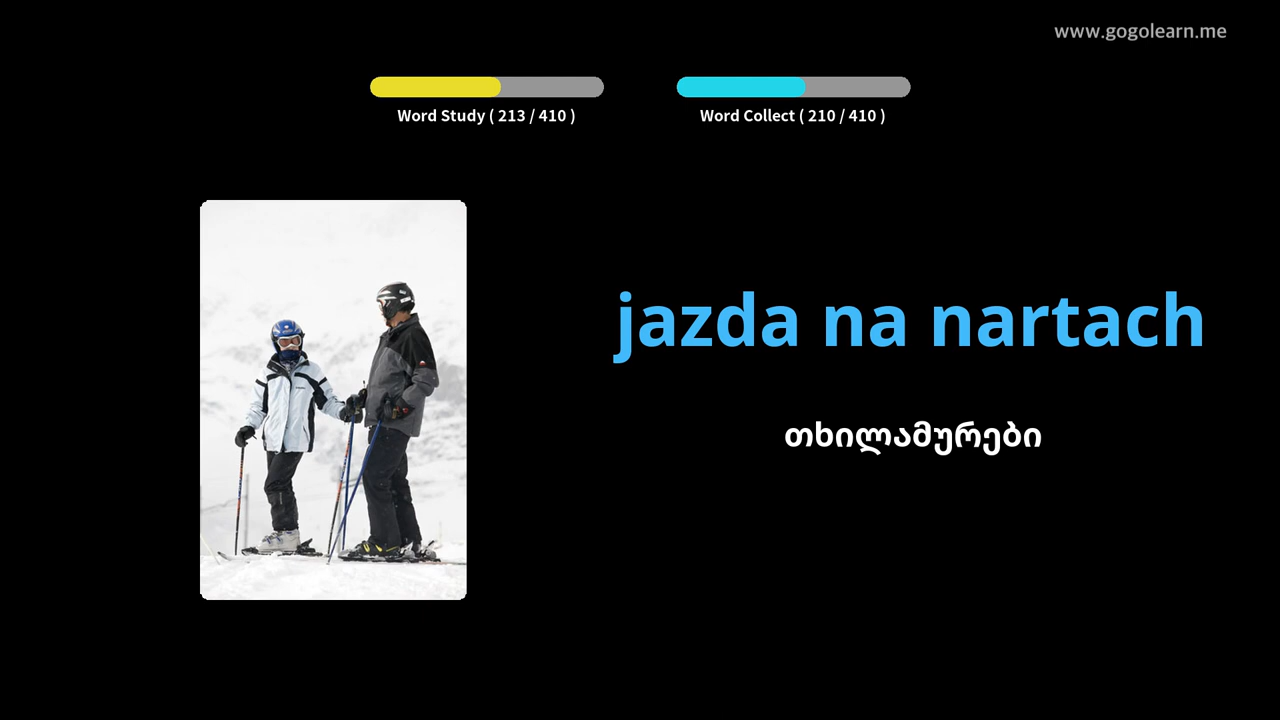 www.gogolearn.me
Word Study ( 213 / 410 )
Word Collect ( 210 / 410 )
jazda na nartach
თხილამურები